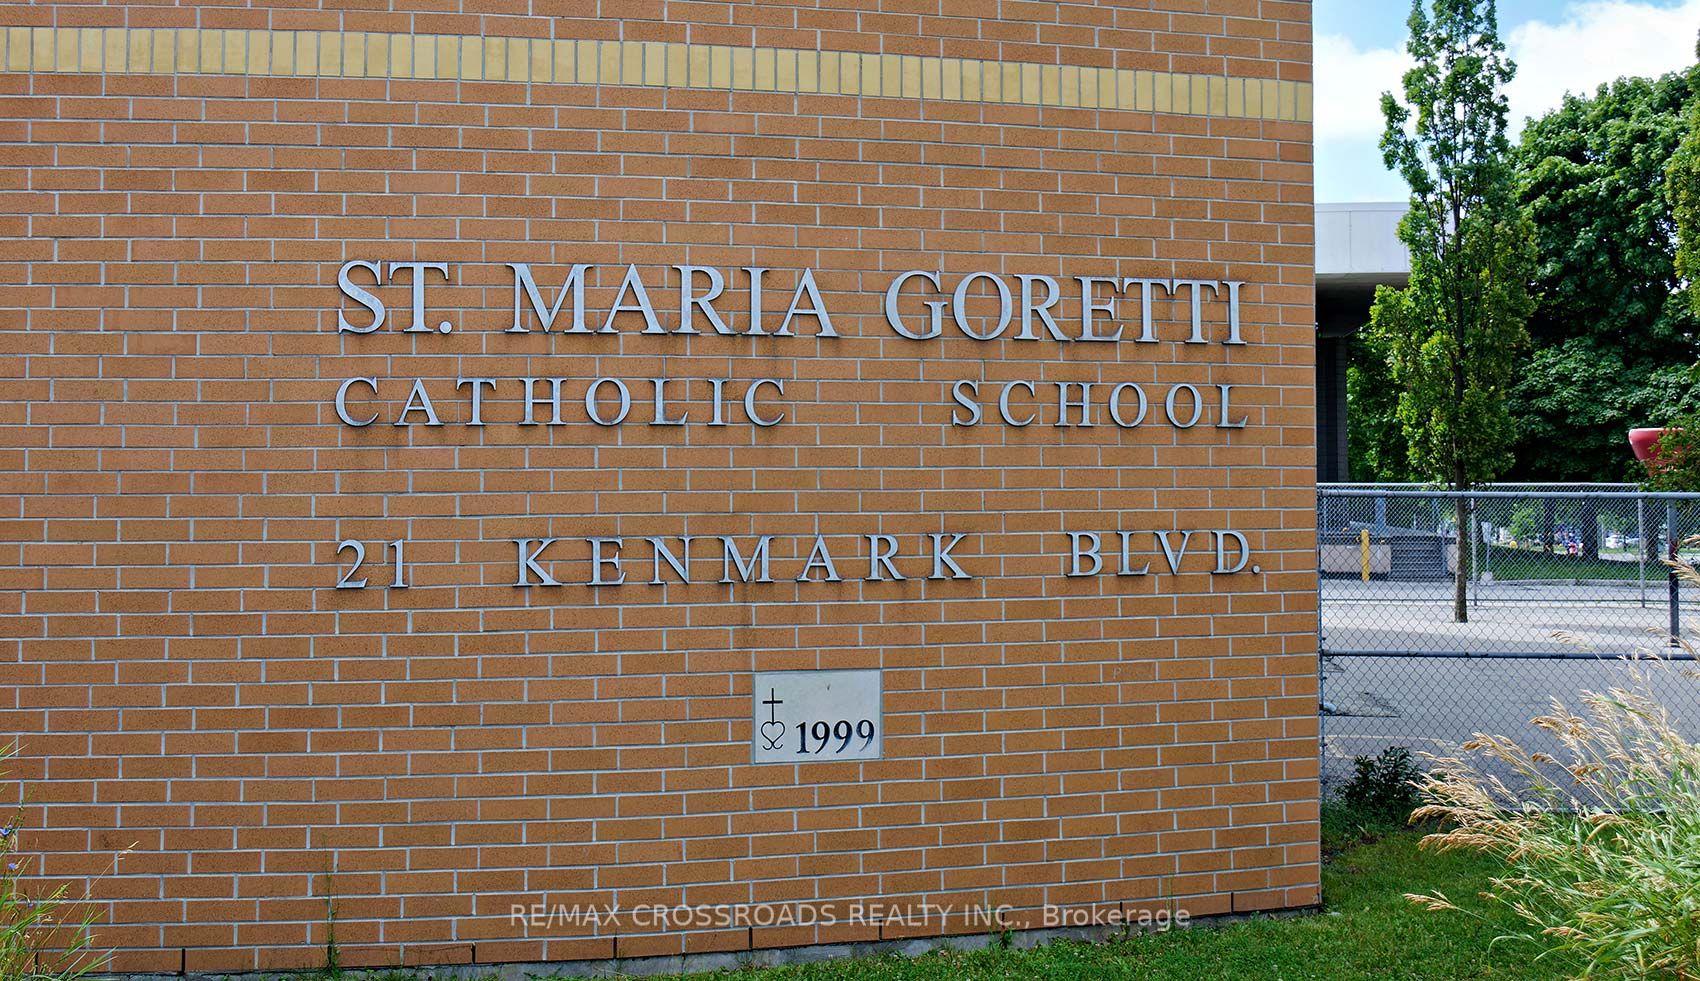 ST. MARIA GORETTI
CATHOLIC SCHOOL
21 KENMARK BLVD.
1999
RE/MAX CROSSROADS REALTY INC., Brokerage